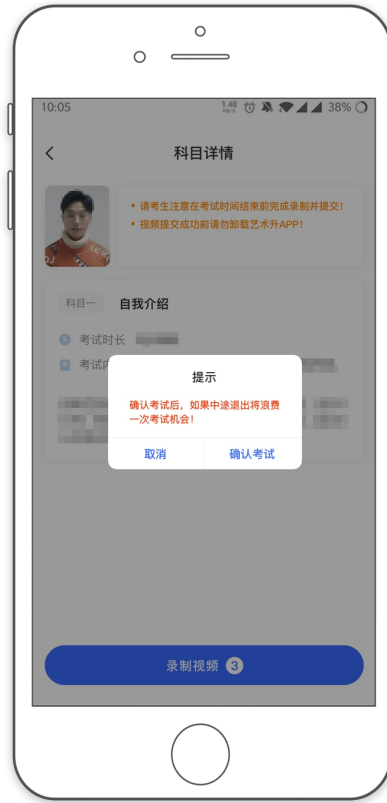 10:05
1.48
KB/S
38%
科目详情
• 请考生注意在考试时间结束前完成录制并提交!
• 视频提交成功前请勿卸载艺术升APP!
科目一
自我介绍
考试时长
考试内
提示
确认考试后，如果中途退出将浪费
一次考试机会!
取消
确认考试
录制视频 3